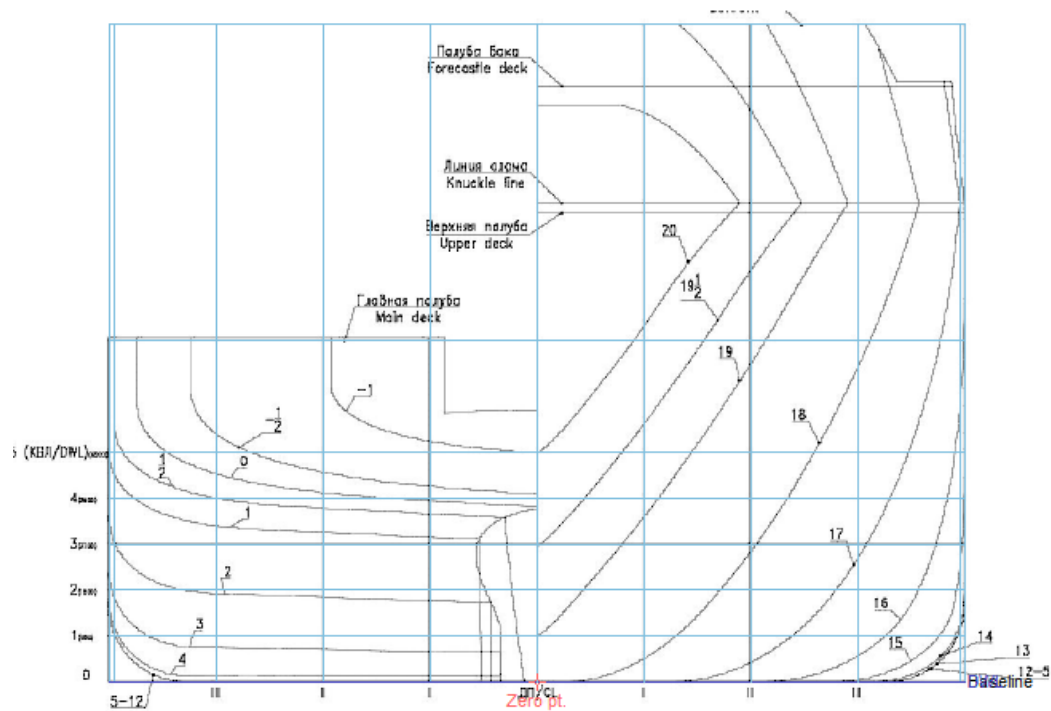 Палуба бака
Forecastle deck
Линия слома
Knuckle line
Верхняя палуба
Upper deck
20
19 1/2
19
Главная палуба
Main deck
-1
18
-1/2
(КВЛ/DWL)
1/2
0
4
1
3
17
2
2
16
1
3
15
14
13
0
4
12-5
5-12
III
II
I
ДП/CL
I
II
III
Baseline
Zero pt.